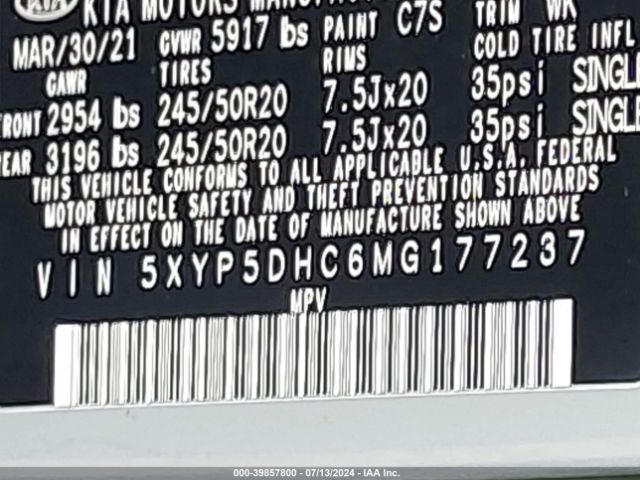 KIA KIA MOTORS
MAR/30/21 GVWR 5917 lbs PAINT C7S TRIM WK
GAWR TIRES RIMS COLD TIRE INFL
FRONT 2954 lbs 245/50R20 7.5Jx20 35psi SINGLE
REAR 3196 lbs 245/50R20 7.5Jx20 35psi SINGLE
THIS VEHICLE CONFORMS TO ALL APPLICABLE U.S.A. FEDERAL
MOTOR VEHICLE SAFETY AND THEFT PREVENTION STANDARDS
IN EFFECT ON THE DATE OF MANUFACTURE SHOWN ABOVE
VIN 5XYP5DHC6MG177237
MPV
000-39857800 - 07/13/2024 - IAA Inc.